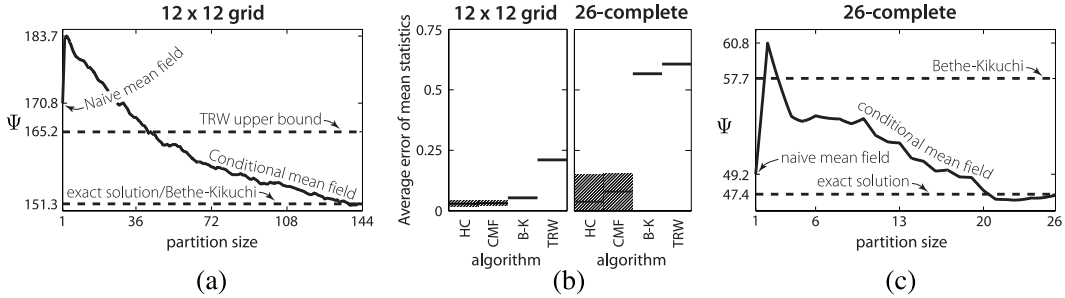 12 x 12 grid
183.7
170.8
Ψ
165.2
151.3
Naive mean field
TRW upper bound
Conditional mean field
exact solution/Bethe-Kikuchi
1 36 72 108 144
partition size
(a)
12 x 12 grid 26-complete
Average error of mean statistics
0.75
0.5
0.25
0
HC CMF B-K TRW HC CMF B-K TRW
algorithm algorithm
(b)
26-complete
60.8
57.7
Ψ
49.2
47.4
Bethe-Kikuchi
conditional mean field
naive mean field
exact solution
1 6 13 20 26
partition size
(c)